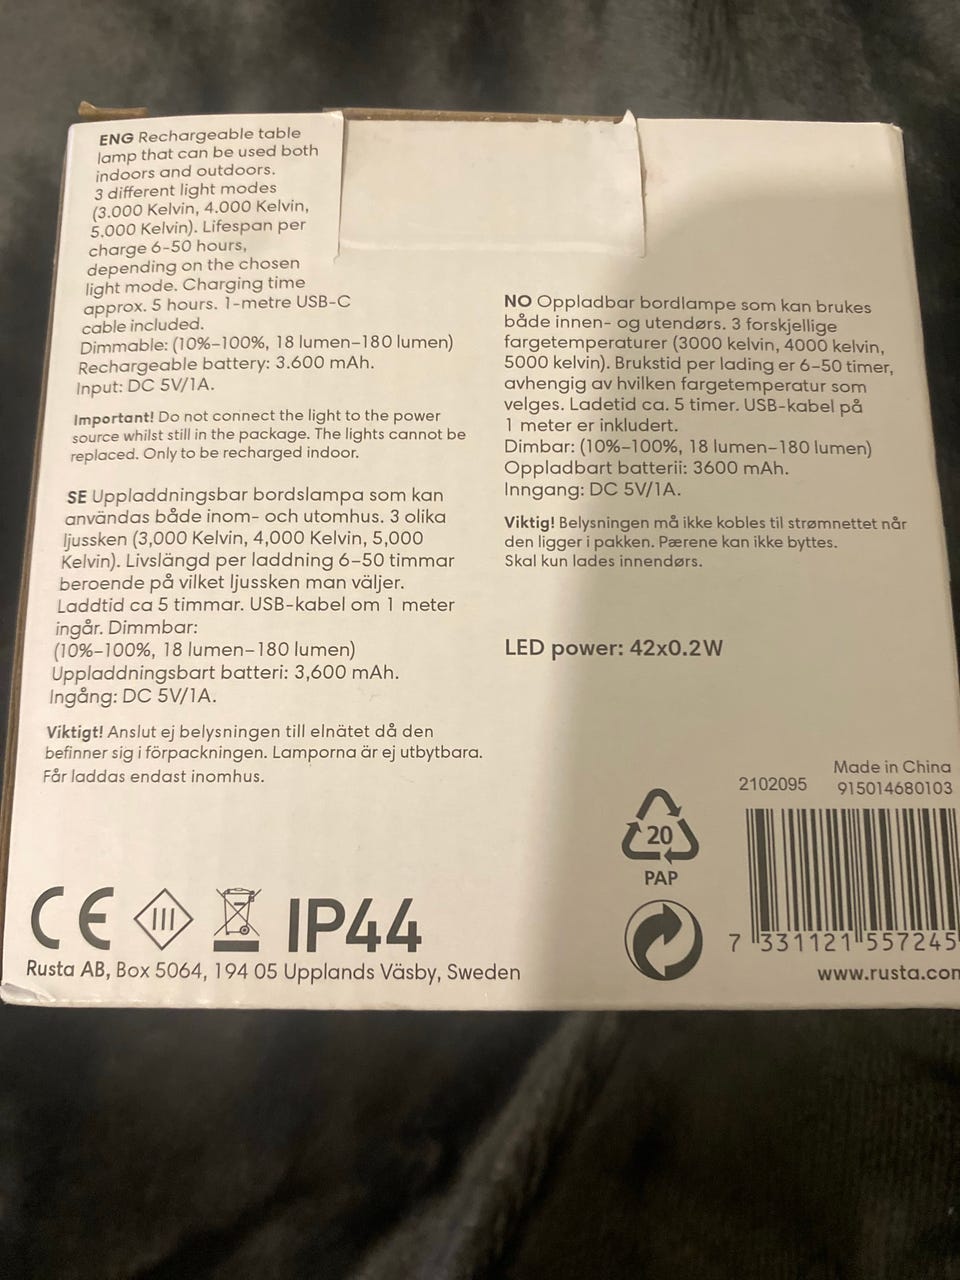 ENG Rechargeable table
lamp that can be used both
indoors and outdoors.
3 different light modes
(3.000 Kelvin, 4.000 Kelvin,
5.000 Kelvin). Lifespan per
charge 6-50 hours,
depending on the chosen
light mode. Charging time
approx. 5 hours. 1-metre USB-C
cable included.
Dimmable: (10%-100%, 18 lumen-180 lumen)
Rechargeable battery: 3.600 mAh.
Input: DC 5V/1A.
Important! Do not connect the light to the power
source whilst still in the package. The lights cannot be
replaced. Only to be recharged indoor.
SE Uppladdningsbar bordslampa som kan
användas både inom- och utomhus. 3 olika
ljussken (3,000 Kelvin, 4,000 Kelvin, 5,000
Kelvin). Livslängd per laddning 6-50 timmar
beroende på vilket ljussken man väljer.
Laddtid ca 5 timmar. USB-kabel om 1 meter
ingår. Dimmbar:
(10%-100%, 18 lumen-180 lumen)
Uppladdningsbart batteri: 3,600 mAh.
Ingång: DC 5V/1A.
Viktigt! Anslut ej belysningen till elnätet då den
befinner sig i förpackningen. Lamporna är ej utbytbara.
Får laddas endast inomhus.
NO Oppladbar bordlampe som kan brukes
både innen- og utendørs. 3 forskjellige
fargetemperaturer (3000 kelvin, 4000 kelvin,
5000 kelvin). Brukstid per lading er 6-50 timer,
avhengig av hvilken fargetemperatur som
velges. Ladetid ca. 5 timer. USB-kabel på
1 meter er inkludert.
Dimbar: (10%-100%, 18 lumen-180 lumen)
Oppladbart batterii: 3600 mAh.
Inngang: DC 5V/1A.
Viktig! Belysningen må ikke kobles til strømnettet når
den ligger i pakken. Pærene kan ikke byttes.
Skal kun lades innendørs.
LED power: 42x0.2W
Made in China
2102095 915014680103
20
PAP
7 331121 557245
www.rusta.com
CE III IP44
Rusta AB, Box 5064, 194 05 Upplands Väsby, Sweden